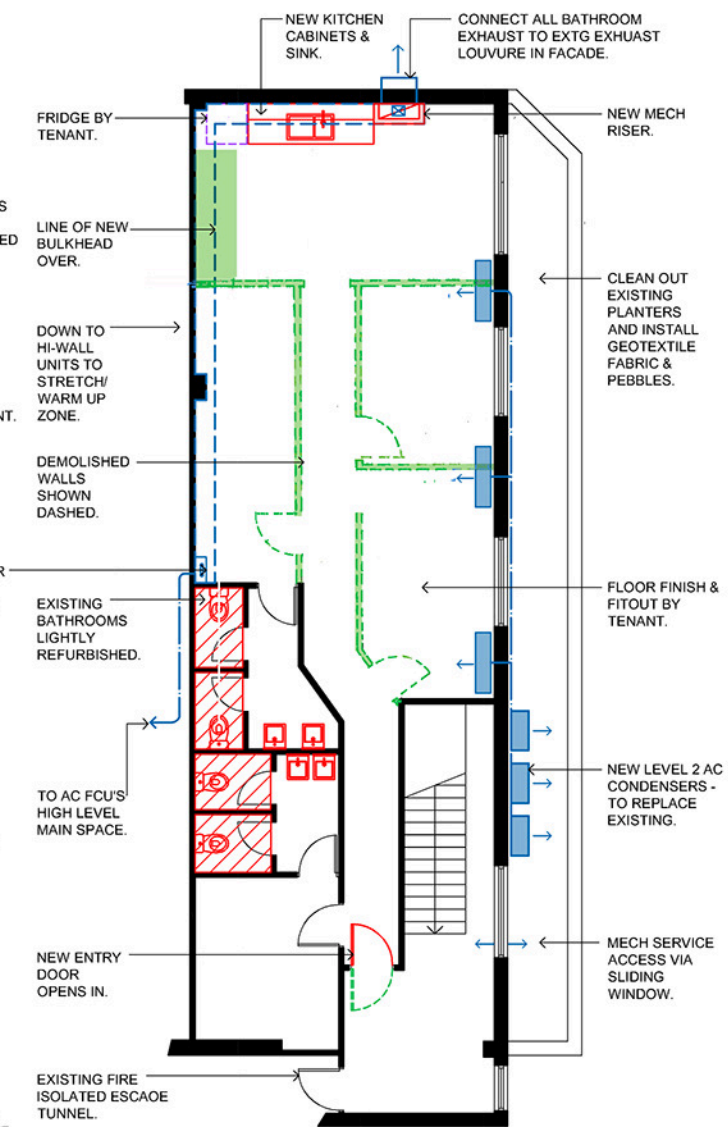 NEW KITCHEN
CABINETS &
SINK.
CONNECT ALL BATHROOM
EXHAUST TO EXTG EXHUAST
LOUVURE IN FACADE.
FRIDGE BY
TENANT.
NEW MECH
RISER.
S
ED
LINE OF NEW
BULKHEAD
OVER.
CLEAN OUT
EXISTING
PLANTERS
AND INSTALL
GEOTEXTILE
FABRIC &
PEBBLES.
DOWN TO
HI-WALL
UNITS TO
STRETCH/
WARM UP
ZONE.
NT.
DEMOLISHED
WALLS
SHOWN
DASHED.
R
EXISTING
BATHROOMS
LIGHTLY
REFURBISHED.
FLOOR FINISH &
FITOUT BY
TENANT.
TO AC FCU'S
HIGH LEVEL
MAIN SPACE.
NEW LEVEL 2 AC
CONDENSERS -
TO REPLACE
EXISTING.
NEW ENTRY
DOOR
OPENS IN.
MECH SERVICE
ACCESS VIA
SLIDING
WINDOW.
EXISTING FIRE
ISOLATED ESCAOE
TUNNEL.